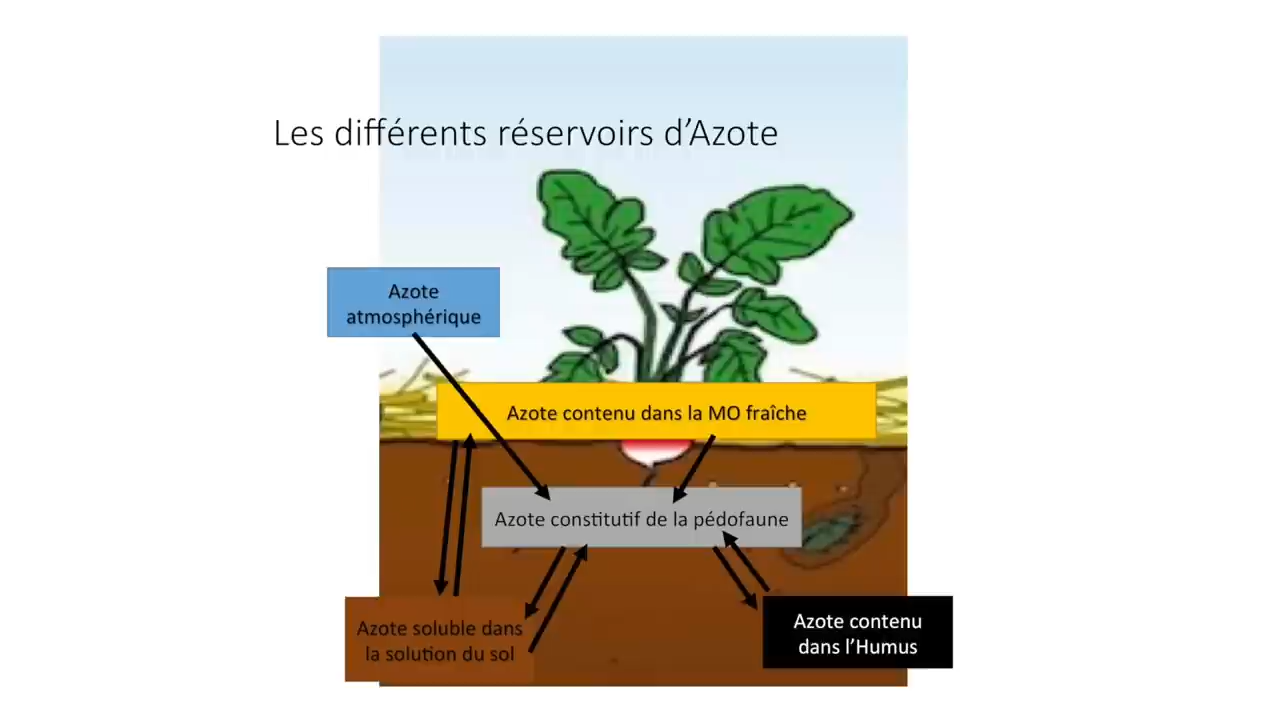 Les différents réservoirs d’Azote
Azote
atmosphérique
Azote contenu dans la MO fraîche
Azote constitutif de la pédofaune
Azote soluble dans
la solution du sol
Azote contenu
dans l’Humus